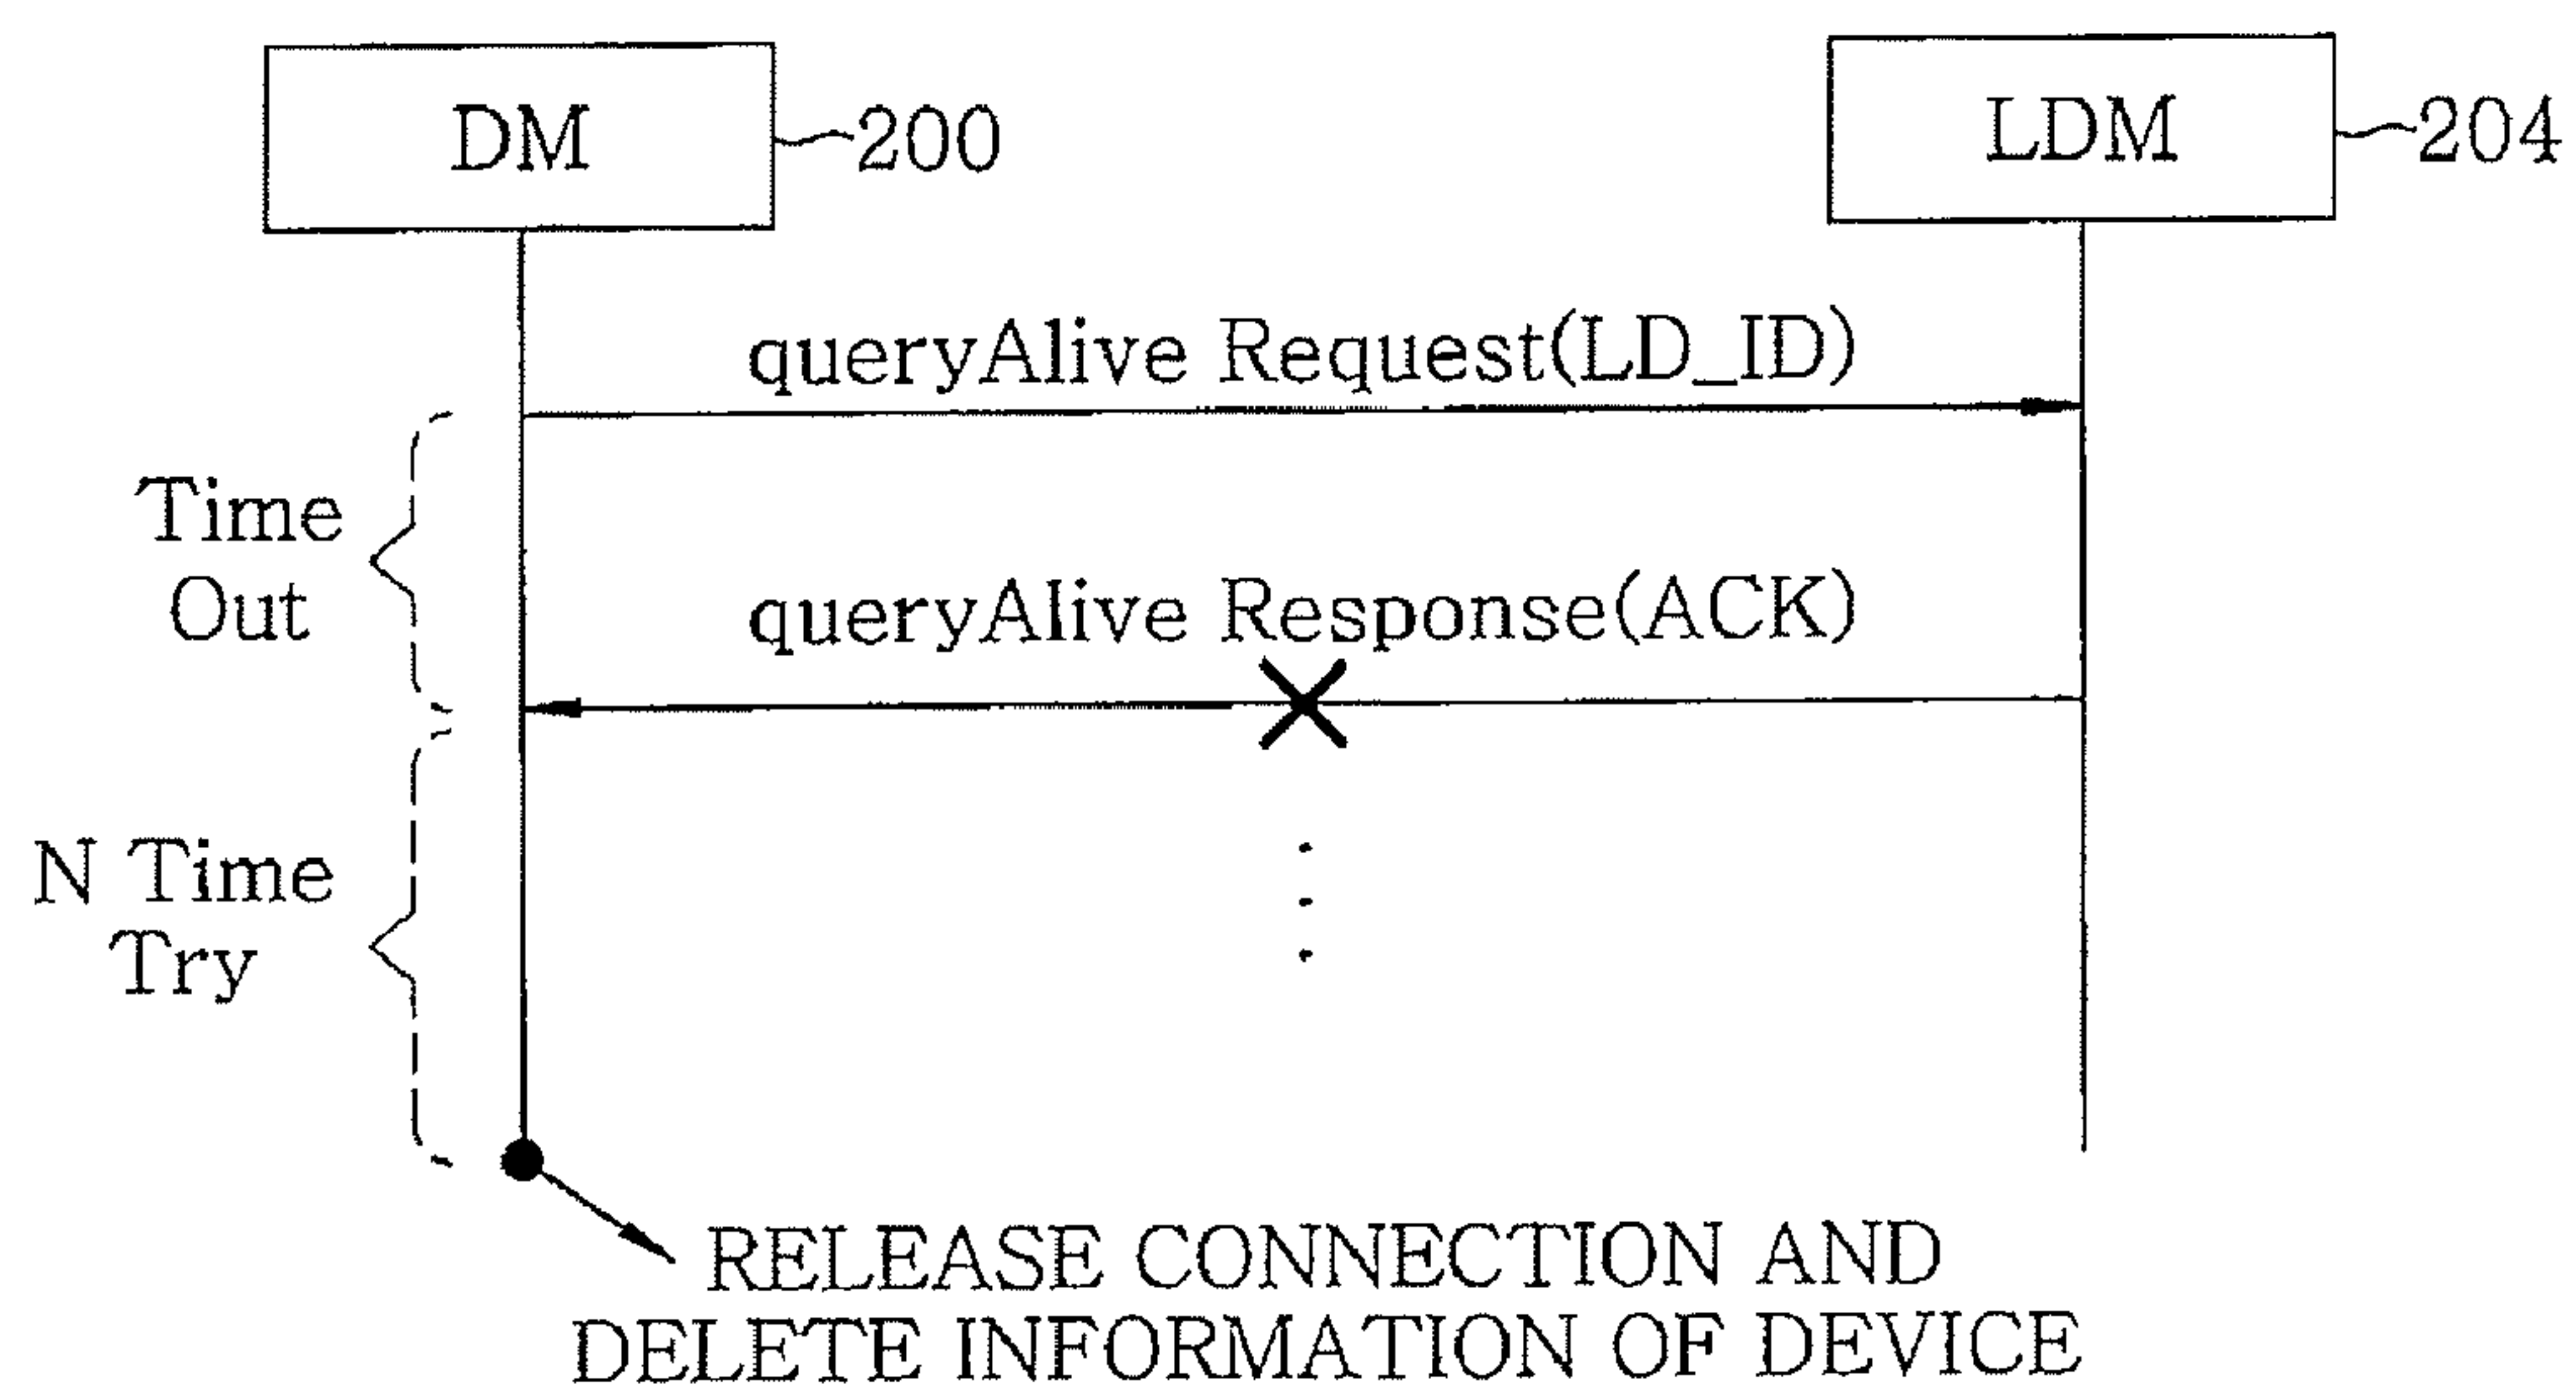 DM
200
LDM
204
queryAlive Request(LD_ID)
Time
Out
queryAlive Response(ACK)
N Time
Try
RELEASE CONNECTION AND
DELETE INFORMATION OF DEVICE